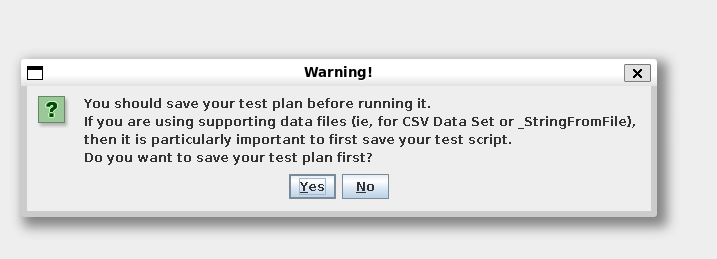 Warning!
You should save your test plan before running it.
If you are using supporting data files (ie, for CSV Data Set or _StringFromFile),
then it is particularly important to first save your test script.
Do you want to save your test plan first?
Yes No